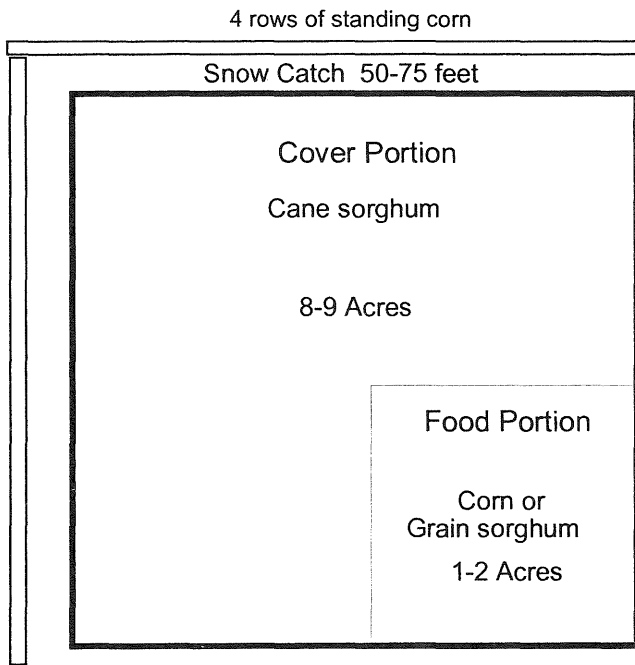 4 rows of standing corn
Snow Catch 50-75 feet
Cover Portion
Cane sorghum
8-9 Acres
Food Portion
Corn or
Grain sorghum
1-2 Acres